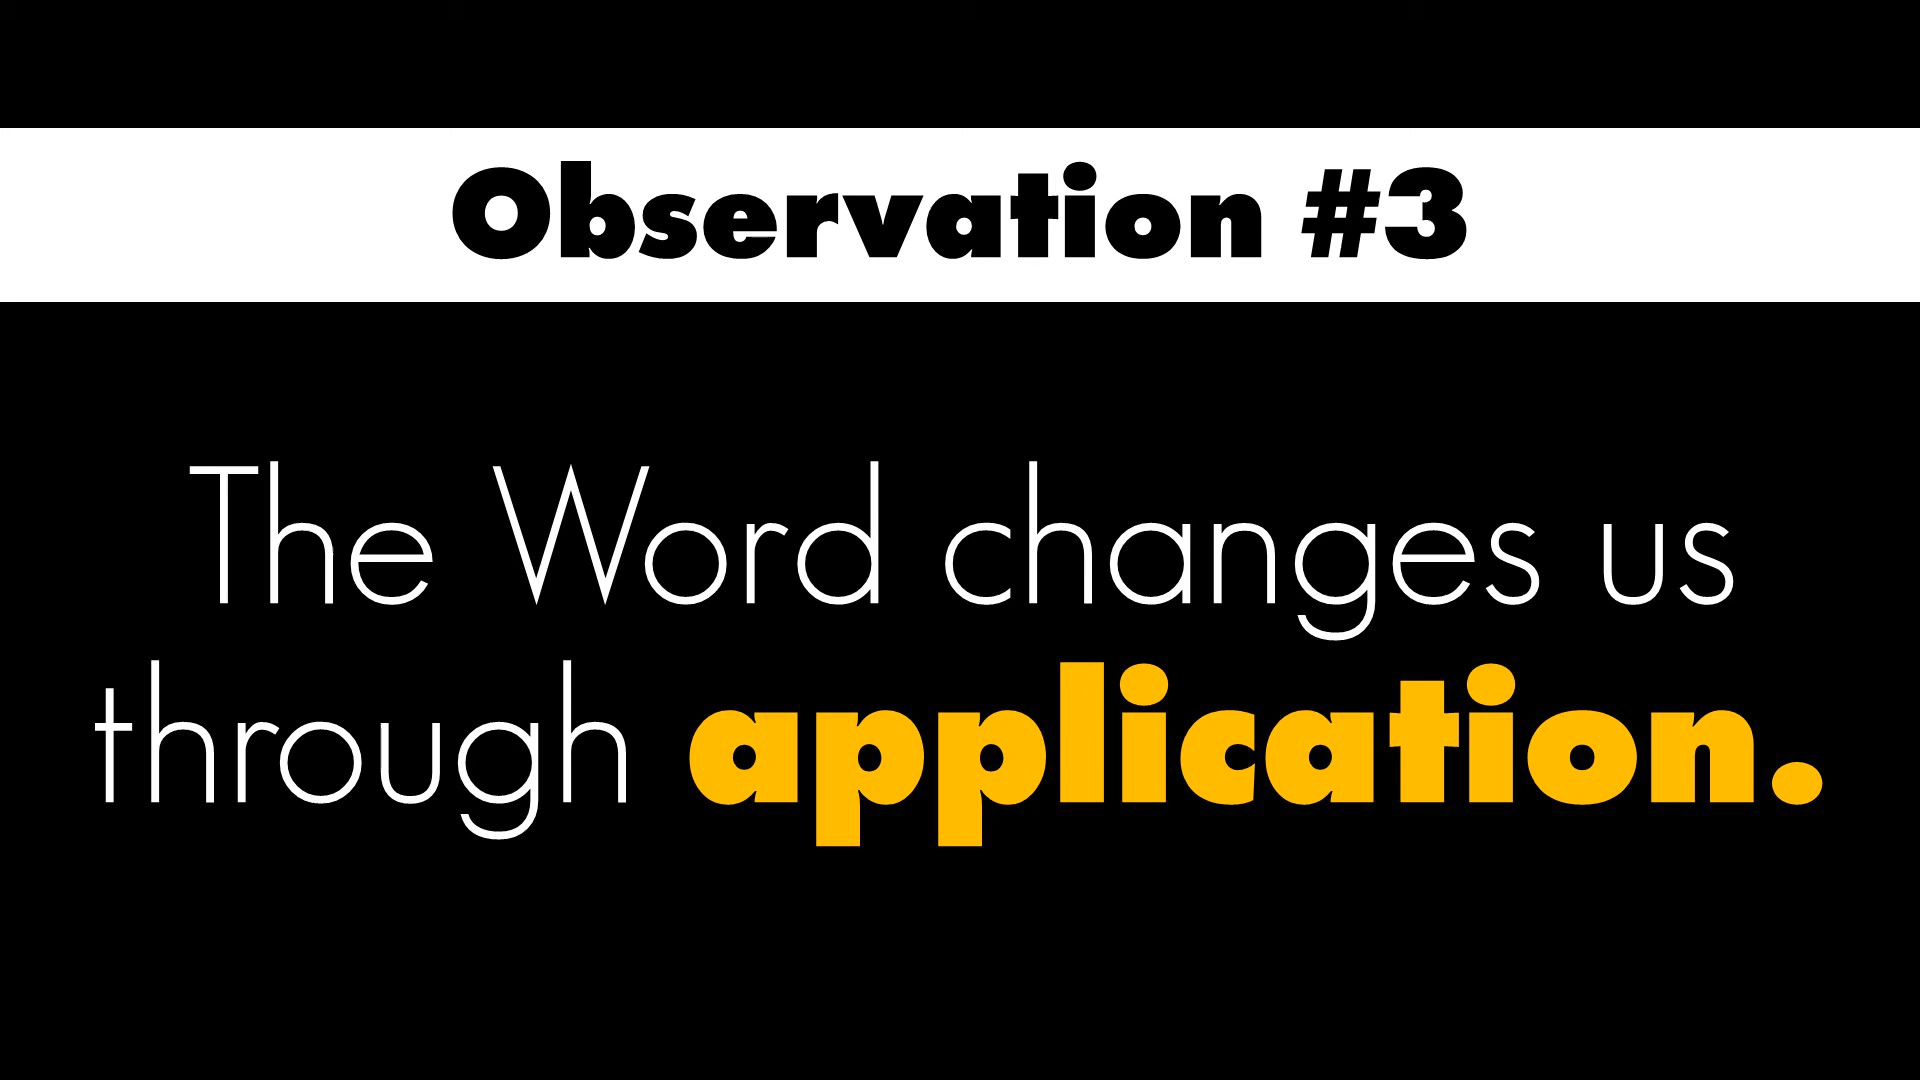 Observation #3
The Word changes us
through application.